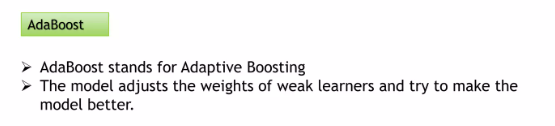 AdaBoost
➢ AdaBoost stands for Adaptive Boosting
➢ The model adjusts the weights of weak learners and try to make the
model better.